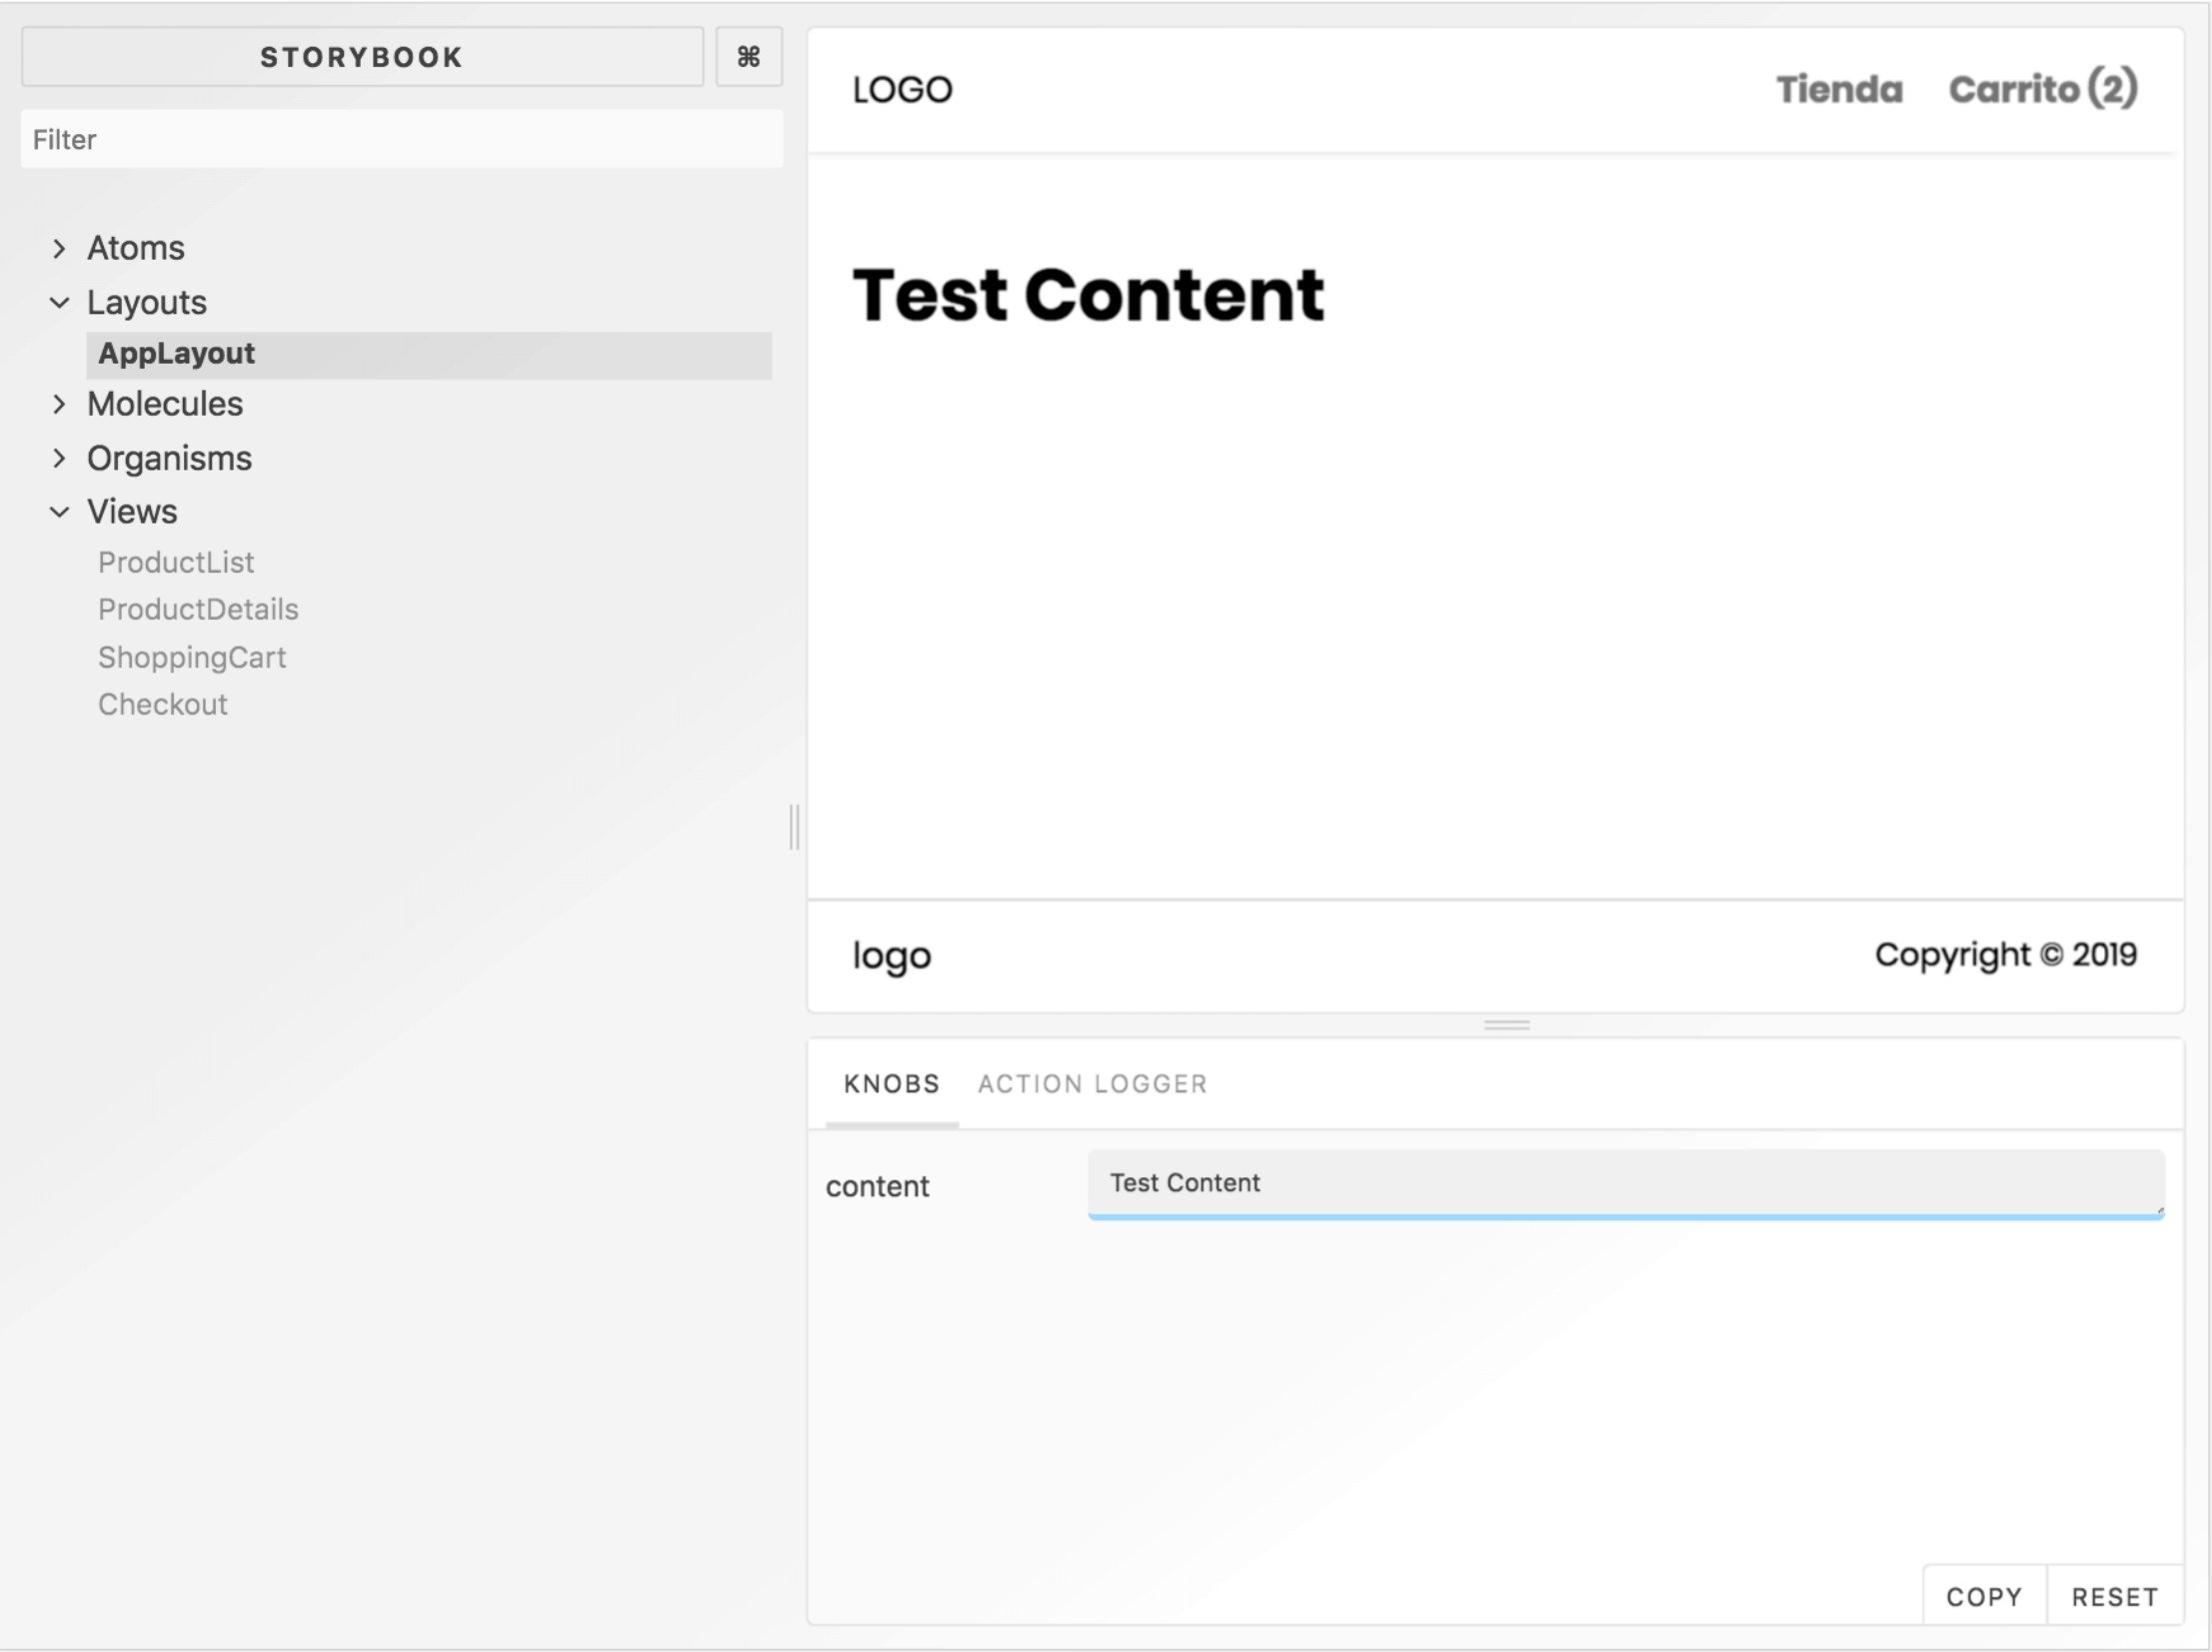 STORYBOOK ⌘
Filter
Atoms
Layouts
AppLayout
Molecules
Organisms
Views
ProductList
ProductDetails
ShoppingCart
Checkout
LOGO Tienda Carrito (2)
Test Content
logo Copyright © 2019
KNOBS ACTION LOGGER
content Test Content
COPY RESET